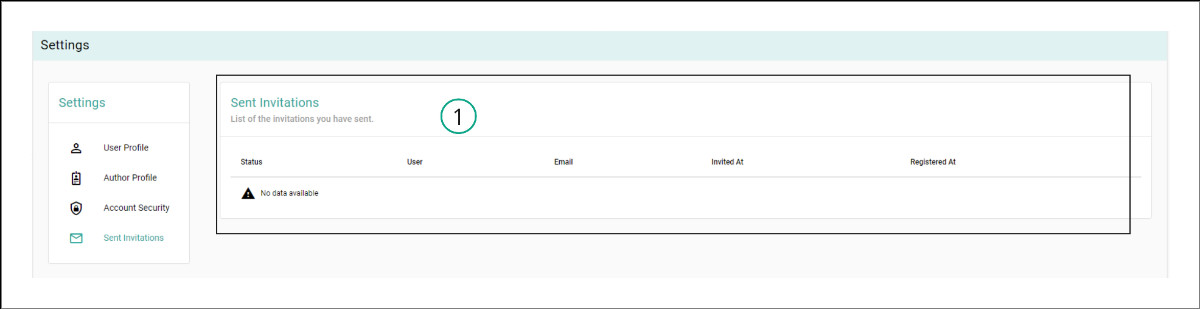 Settings
Settings
User Profile
Author Profile
Account Security
Sent Invitations
Sent Invitations
List of the invitations you have sent.
1
Status User Email Invited At Registered At
No data available